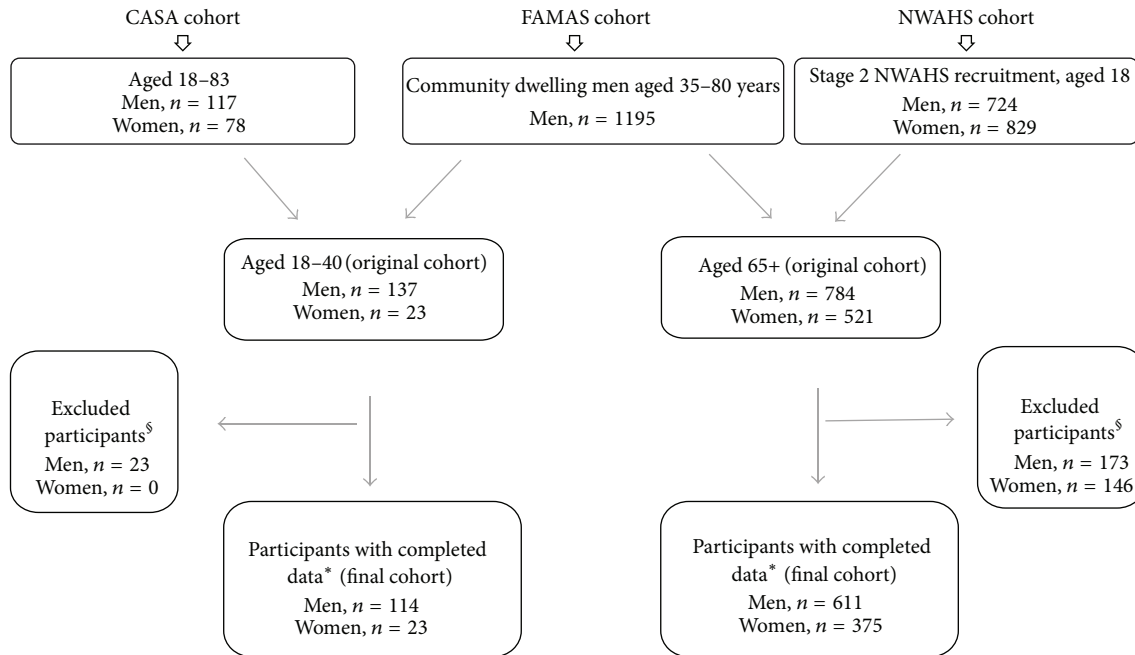 CASA cohort
FAMAS cohort
NWAHS cohort
Aged 18–83
Men, n = 117
Women, n = 78
Community dwelling men aged 35–80 years
Men, n = 1195
Stage 2 NWAHS recruitment, aged 18
Men, n = 724
Women, n = 829
Aged 18–40 (original cohort)
Men, n = 137
Women, n = 23
Aged 65+ (original cohort)
Men, n = 784
Women, n = 521
Excluded
participants§
Men, n = 23
Women, n = 0
Excluded
participants§
Men, n = 173
Women, n = 146
Participants with completed
data* (final cohort)
Men, n = 114
Women, n = 23
Participants with completed
data* (final cohort)
Men, n = 611
Women, n = 375